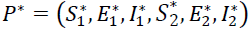 P* = (S₁*, E₁*, I₁*, S₂*, E₂*, I₂*)